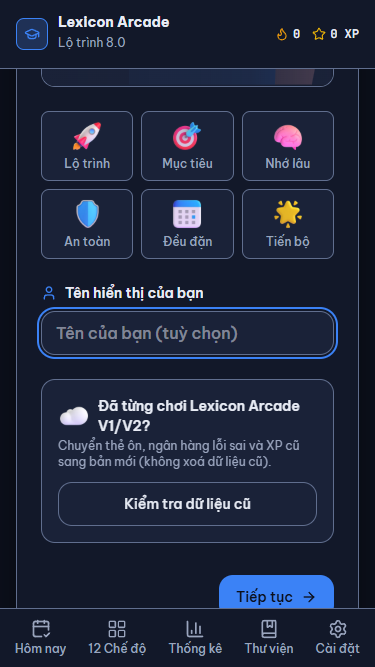 Lexicon Arcade
Lộ trình 8.0
0
0 XP
Lộ trình
Mục tiêu
Nhớ lâu
An toàn
Đều đặn
Tiến bộ
Tên hiển thị của bạn
Tên của bạn (tuỳ chọn)
Đã từng chơi Lexicon Arcade
V1/V2?
Chuyển thẻ ôn, ngân hàng lỗi sai và XP cũ
sang bản mới (không xoá dữ liệu cũ).
Kiểm tra dữ liệu cũ
Tiếp tục
Hôm nay
12 Chế độ
Thống kê
Thư viện
Cài đặt